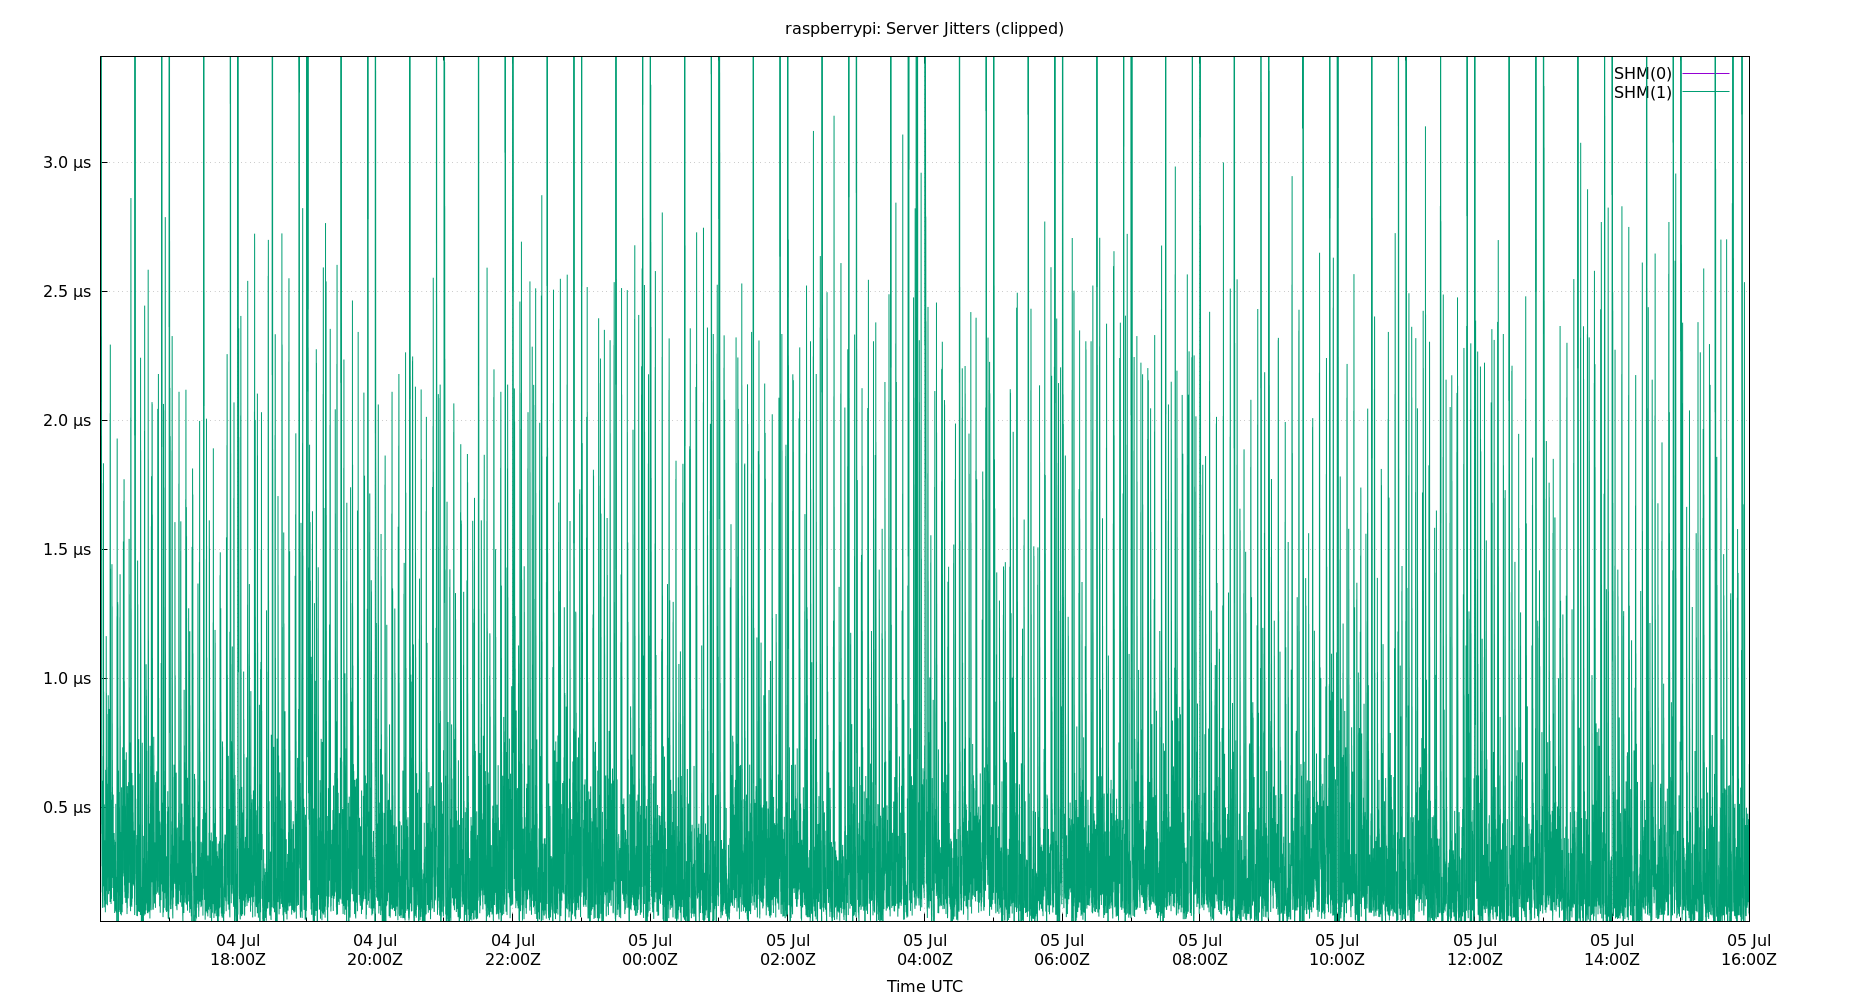 raspberrypi: Server Jitters (clipped)
SHM(0)
SHM(1)
3.0 µs
2.5 µs
2.0 µs
1.5 µs
1.0 µs
0.5 µs
04 Jul 04 Jul 04 Jul 05 Jul 05 Jul 05 Jul 05 Jul 05 Jul 05 Jul 05 Jul 05 Jul 05 Jul
18:00Z 20:00Z 22:00Z 00:00Z 02:00Z 04:00Z 06:00Z 08:00Z 10:00Z 12:00Z 14:00Z 16:00Z
Time UTC